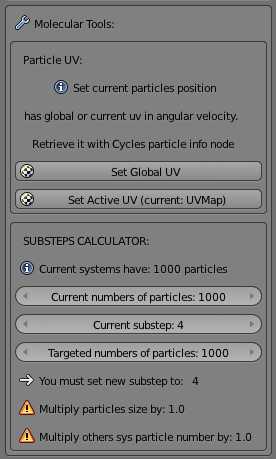 Molecular Tools:
Particle UV:
Set current particles position
has global or current uv in angular velocity.
Retrieve it with Cycles particle info node
Set Global UV
Set Active UV (current: UVMap)
SUBSTEPS CALCULATOR:
Current systems have: 1000 particles
Current numbers of particles: 1000
Current substep: 4
Targeted numbers of particles: 1000
You must set new substep to: 4
Multiply particles size by: 1.0
Multiply others sys particle number by: 1.0